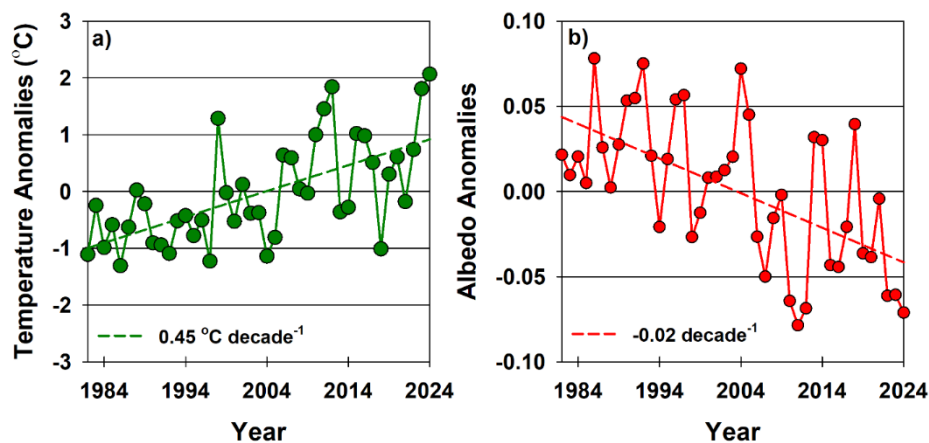 a)
Temperature Anomalies (°C)
3
2
1
0
-1
-2
-3
0.45 °C decade⁻¹
1984 1994 2004 2014 2024
Year
b)
Albedo Anomalies
0.10
0.05
0.00
-0.05
-0.10
-0.02 decade⁻¹
1984 1994 2004 2014 2024
Year